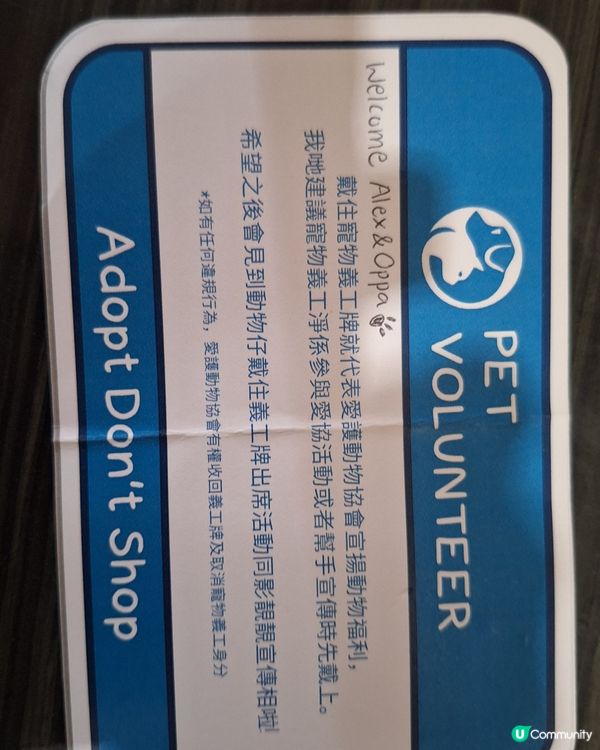 PET
VOLUNTEER
Welcome Alex&Oppa
戴住寵物義工牌就代表愛護動物協會宣揚動物福利，
我哋建議寵物義工淨係參與愛協活動或者幫手宣傳時先戴上。
希望之後會見到動物仔戴住義工牌出席活動同影靚靚宣傳相啦!
*如有任何違規行為，愛護動物協會有權收回義工牌及取消寵物義工身分
Adopt Don't Shop
U Community